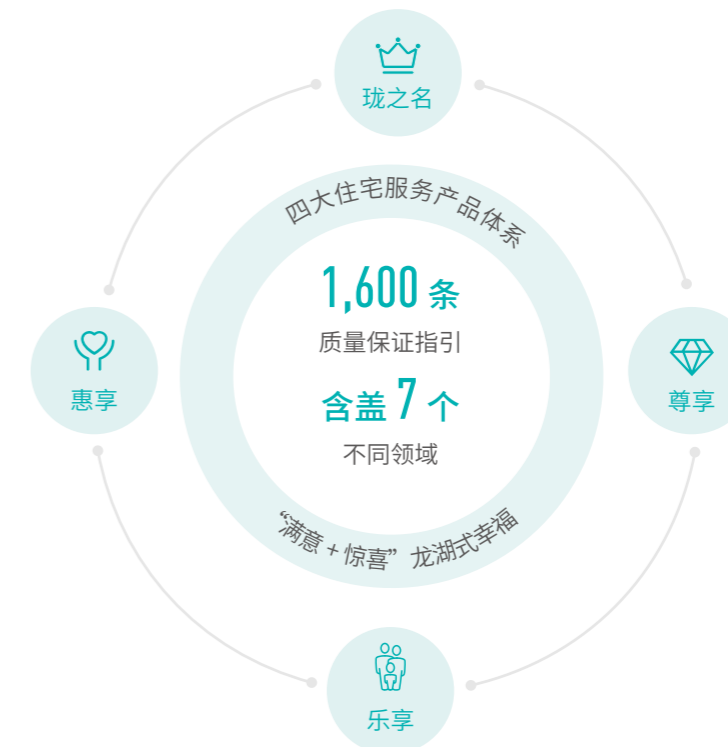 珑之名
四大住宅服务产品体系
1,600 条
质量保证指引
含盖 7 个
不同领域
惠享
尊享
“满意 + 惊喜” 龙湖式幸福
乐享